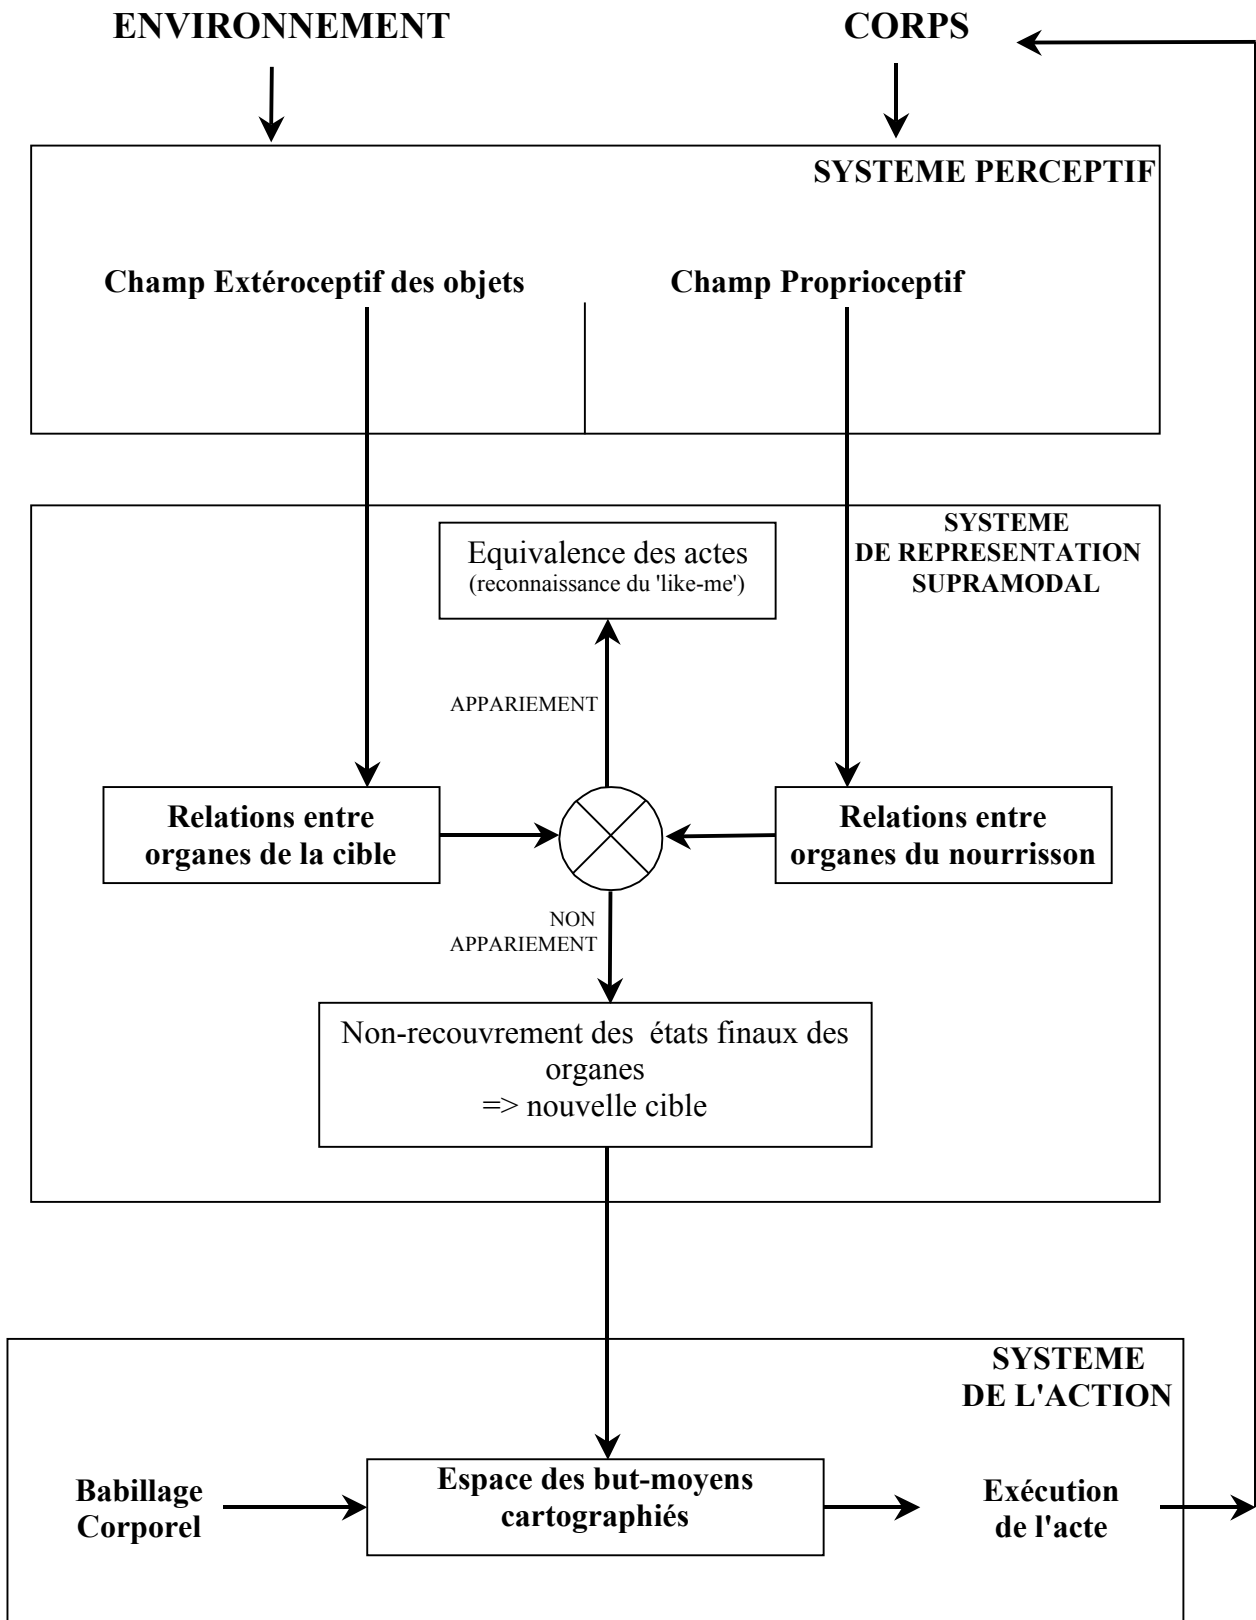 ENVIRONNEMENT
CORPS
SYSTEME PERCEPTIF
Champ Extéroceptif des objets
Champ Proprioceptif
SYSTEME
DE REPRESENTATION
SUPRAMODAL
Equivalence des actes
(reconnaissance du 'like-me')
APPARIEMENT
Relations entre
organes de la cible
Relations entre
organes du nourrisson
NON
APPARIEMENT
Non-recouvrement des états finaux des
organes
=> nouvelle cible
SYSTEME
DE L'ACTION
Babillage
Corporel
Espace des but-moyens
cartographiés
Exécution
de l'acte